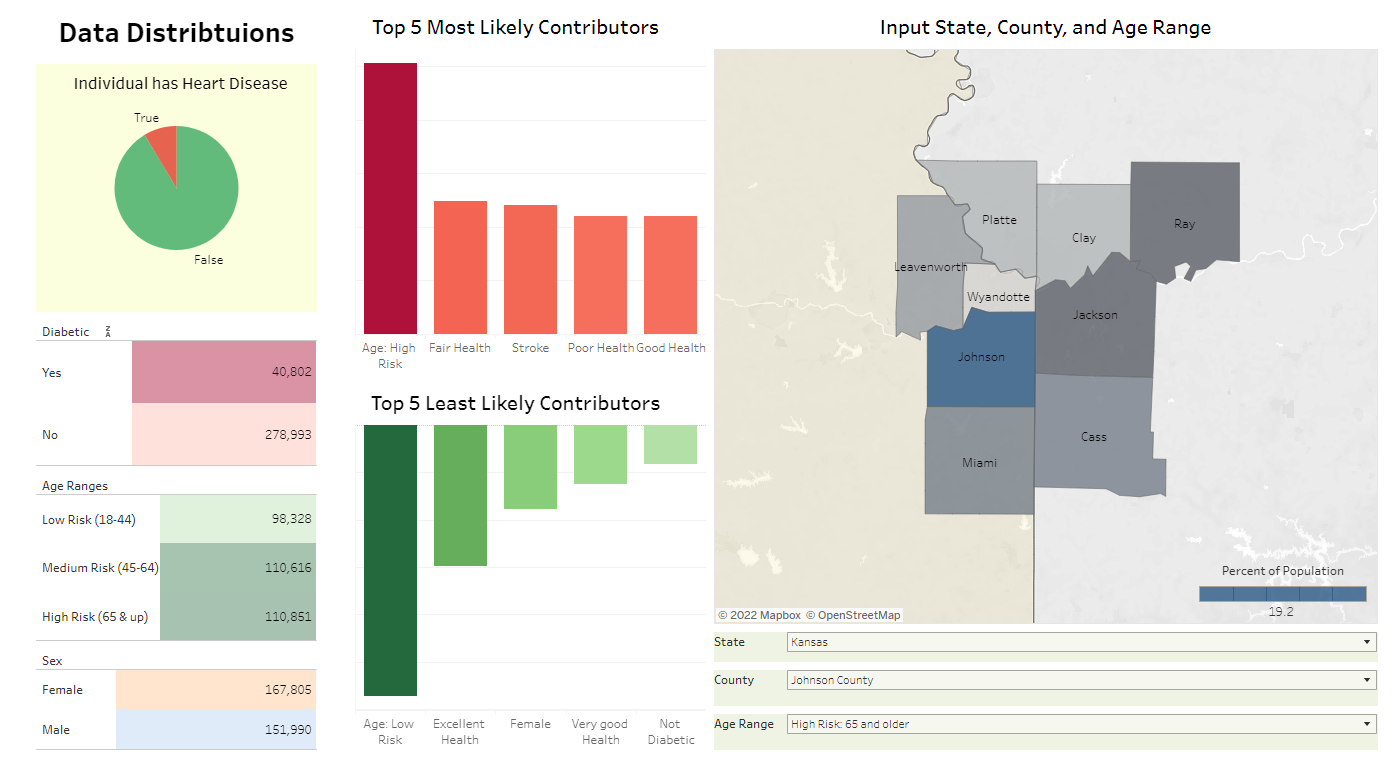 Data Distribtuions
Individual has Heart Disease
True
False
Diabetic
Yes 40,802
No 278,993
Age Ranges
Low Risk (18-44) 98,328
Medium Risk (45-64) 110,616
High Risk (65 & up) 110,851
Sex
Female 167,805
Male 151,990
Top 5 Most Likely Contributors
Age: High Risk
Fair Health
Stroke
Poor Health
Good Health
Top 5 Least Likely Contributors
Age: Low Risk
Excellent Health
Female
Very good Health
Not Diabetic
Input State, County, and Age Range
Platte
Clay
Ray
Leavenworth
Wyandotte
Jackson
Johnson
Cass
Miami
Percent of Population
19.2
© 2022 Mapbox © OpenStreetMap
State Kansas
County Johnson County
Age Range High Risk: 65 and older